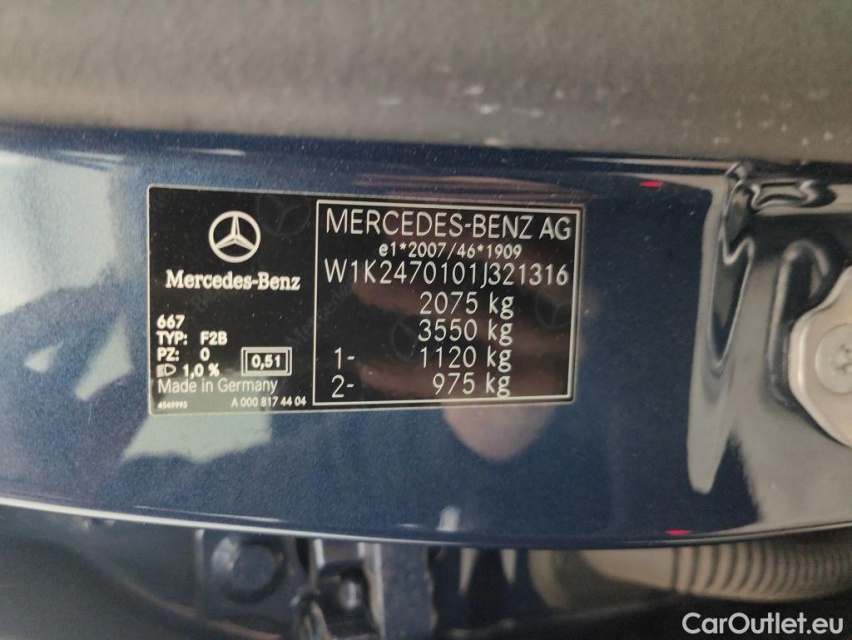 Mercedes-Benz
667
TYP: F2B
PZ: 0
1,0 %
0,51
Made in Germany
4549993
A 000 817 44 04
MERCEDES-BENZ AG
e1*2007/46*1909
W1K2470101J321316
2075 kg
3550 kg
1- 1120 kg
2- 975 kg
CarOutlet.eu